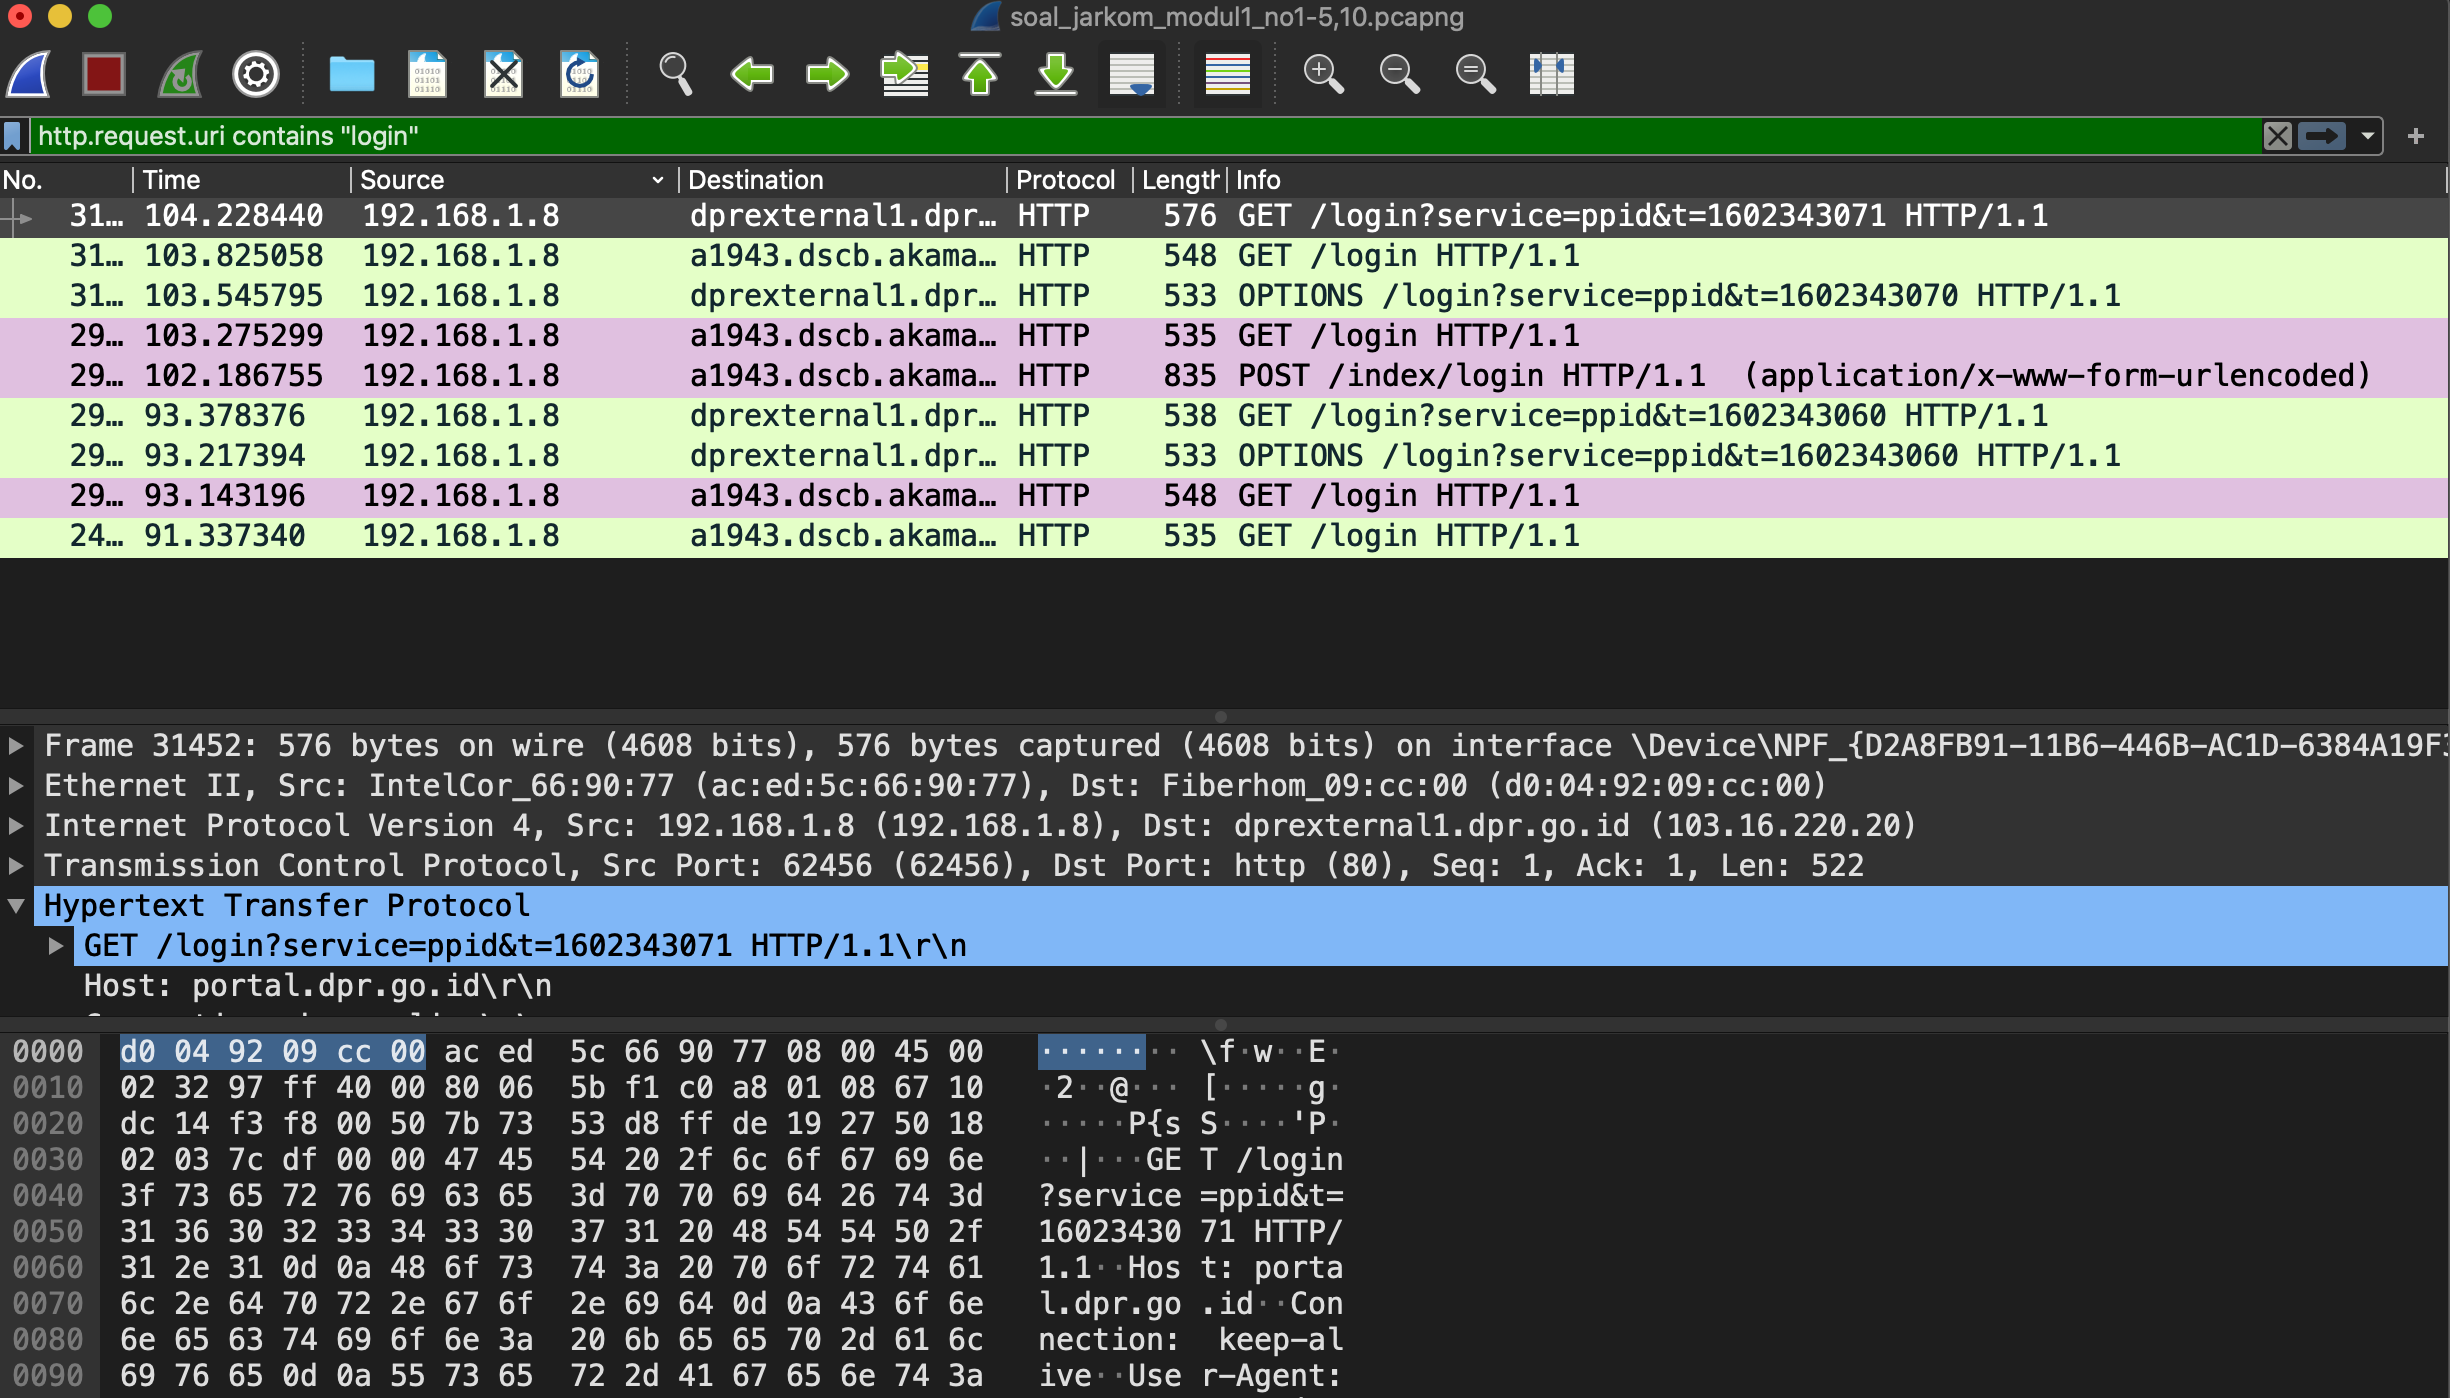 soal_jarkom_modul1_no1-5,10.pcapng
http.request.uri contains "login"
No. Time Source Destination Protocol Length Info
31… 104.228440 192.168.1.8 dprexternal1.dpr… HTTP 576 GET /login?service=ppid&t=1602343071 HTTP/1.1
31… 103.825058 192.168.1.8 a1943.dscb.akama… HTTP 548 GET /login HTTP/1.1
31… 103.545795 192.168.1.8 dprexternal1.dpr… HTTP 533 OPTIONS /login?service=ppid&t=1602343070 HTTP/1.1
29… 103.275299 192.168.1.8 a1943.dscb.akama… HTTP 535 GET /login HTTP/1.1
29… 102.186755 192.168.1.8 a1943.dscb.akama… HTTP 835 POST /index/login HTTP/1.1 (application/x-www-form-urlencoded)
29… 93.378376 192.168.1.8 dprexternal1.dpr… HTTP 538 GET /login?service=ppid&t=1602343060 HTTP/1.1
29… 93.217394 192.168.1.8 dprexternal1.dpr… HTTP 533 OPTIONS /login?service=ppid&t=1602343060 HTTP/1.1
29… 93.143196 192.168.1.8 a1943.dscb.akama… HTTP 548 GET /login HTTP/1.1
24… 91.337340 192.168.1.8 a1943.dscb.akama… HTTP 535 GET /login HTTP/1.1
Frame 31452: 576 bytes on wire (4608 bits), 576 bytes captured (4608 bits) on interface \Device\NPF_{D2A8FB91-11B6-446B-AC1D-6384A19F3
Ethernet II, Src: IntelCor_66:90:77 (ac:ed:5c:66:90:77), Dst: Fiberhom_09:cc:00 (d0:04:92:09:cc:00)
Internet Protocol Version 4, Src: 192.168.1.8 (192.168.1.8), Dst: dprexternal1.dpr.go.id (103.16.220.20)
Transmission Control Protocol, Src Port: 62456 (62456), Dst Port: http (80), Seq: 1, Ack: 1, Len: 522
Hypertext Transfer Protocol
GET /login?service=ppid&t=1602343071 HTTP/1.1\r\n
Host: portal.dpr.go.id\r\n
0000 d0 04 92 09 cc 00 ac ed 5c 66 90 77 08 00 45 00 ········ \f·w··E·
0010 02 32 97 ff 40 00 80 06 5b f1 c0 a8 01 08 67 10 ·2··@··· [·····g·
0020 dc 14 f3 f8 00 50 7b 73 53 d8 ff de 19 27 50 18 ·····P{s S····'P·
0030 02 03 7c df 00 00 47 45 54 20 2f 6c 6f 67 69 6e ··|···GE T /login
0040 3f 73 65 72 76 69 63 65 3d 70 70 69 64 26 74 3d ?service =ppid&t=
0050 31 36 30 32 33 34 33 30 37 31 20 48 54 54 50 2f 16023430 71 HTTP/
0060 31 2e 31 0d 0a 48 6f 73 74 3a 20 70 6f 72 74 61 1.1··Hos t: porta
0070 6c 2e 64 70 72 2e 67 6f 2e 69 64 0d 0a 43 6f 6e l.dpr.go .id··Con
0080 6e 65 63 74 69 6f 6e 3a 20 6b 65 65 70 2d 61 6c nection: keep-al
0090 69 76 65 0d 0a 55 73 65 72 2d 41 67 65 6e 74 3a ive··Use r-Agent: